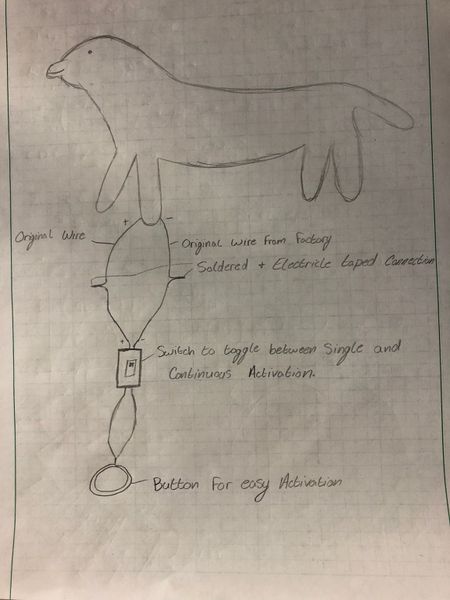 + -
Original Wire
Original Wire From Factory
Soldered + Electricle taped Connection
+ -
Switch to toggle between Single and
Continuous Activation.
Button For easy Activation